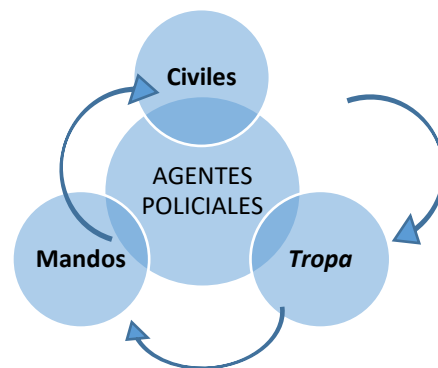 Civiles
AGENTES
POLICIALES
Mandos
Tropa